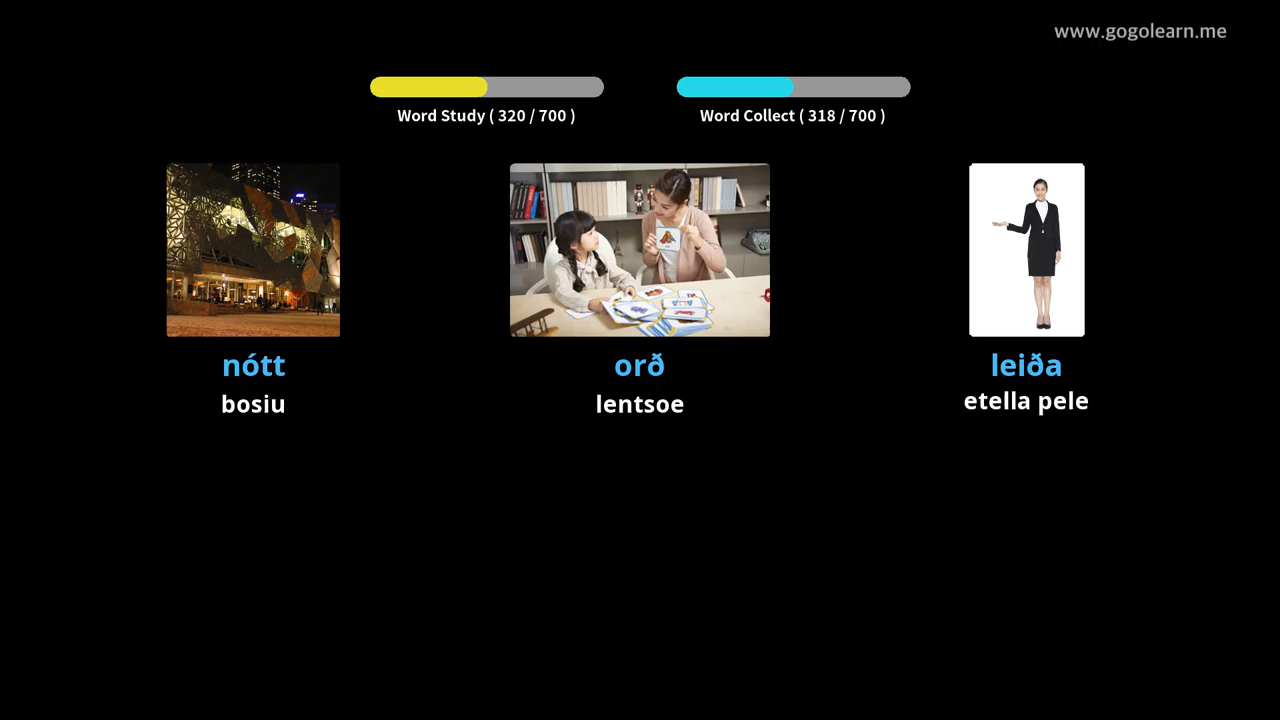 www.gogolearn.me
Word Study ( 320 / 700 )
Word Collect ( 318 / 700 )
nótt
orð
leiða
bosiu
lentsoe
etella pele